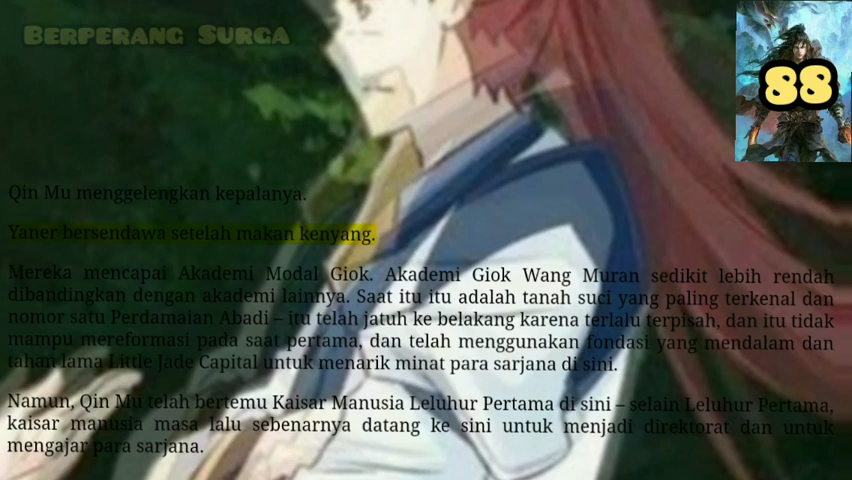 Berperang Surga
88
Qin Mu menggelengkan kepalanya.
Yaner bersendawa setelah makan kenyang.
Mereka mencapai Akademi Modal Giok. Akademi Giok Wang Muran sedikit lebih rendah
dibandingkan dengan akademi lainnya. Saat itu itu adalah tanah suci yang paling terkenal dan
nomor satu Perdamaian Abadi – itu telah jatuh ke belakang karena terlalu terpisah, dan itu tidak
mampu mereformasi pada saat pertama, dan telah menggunakan fondasi yang mendalam dan
tahan lama Little Jade Capital untuk menarik minat para sarjana di sini.
Namun, Qin Mu telah bertemu Kaisar Manusia Leluhur Pertama di sini – selain Leluhur Pertama,
kaisar manusia masa lalu sebenarnya datang ke sini untuk menjadi direktorat dan untuk
mengajar para sarjana.